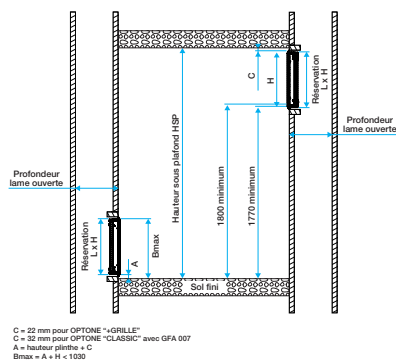 C
H
Réservation
L x H
Profondeur
lame ouverte
Hauteur sous plafond HSP
1800 minimum
1770 minimum
Profondeur
lame ouverte
Réservation
L x H
A
Bmax
Sol fini
C = 22 mm pour OPTONE "+GRILLE"
C = 32 mm pour OPTONE "CLASSIC" avec GFA 007
A = hauteur plinthe + C
Bmax = A + H < 1030